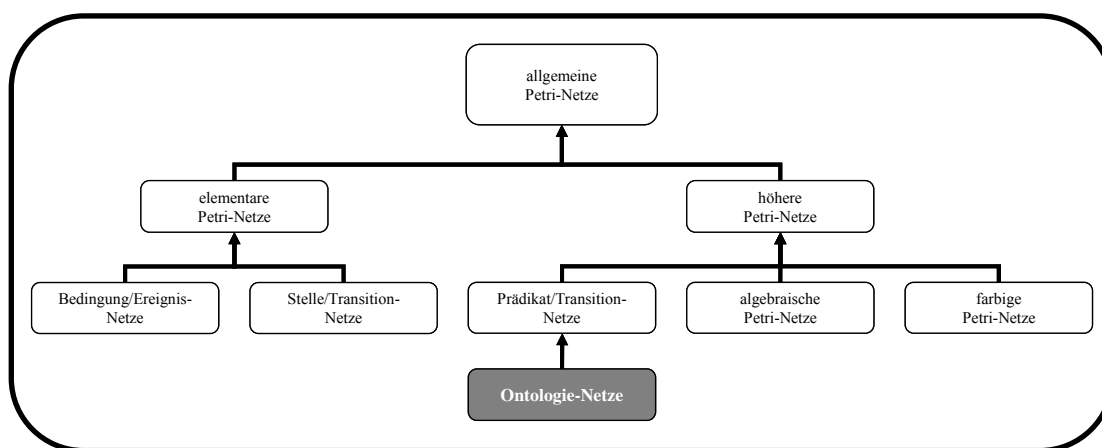 allgemeine
Petri-Netze
elementare
Petri-Netze
höhere
Petri-Netze
Bedingung/Ereignis-
Netze
Stelle/Transition-
Netze
Prädikat/Transition-
Netze
algebraische
Petri-Netze
farbige
Petri-Netze
Ontologie-Netze